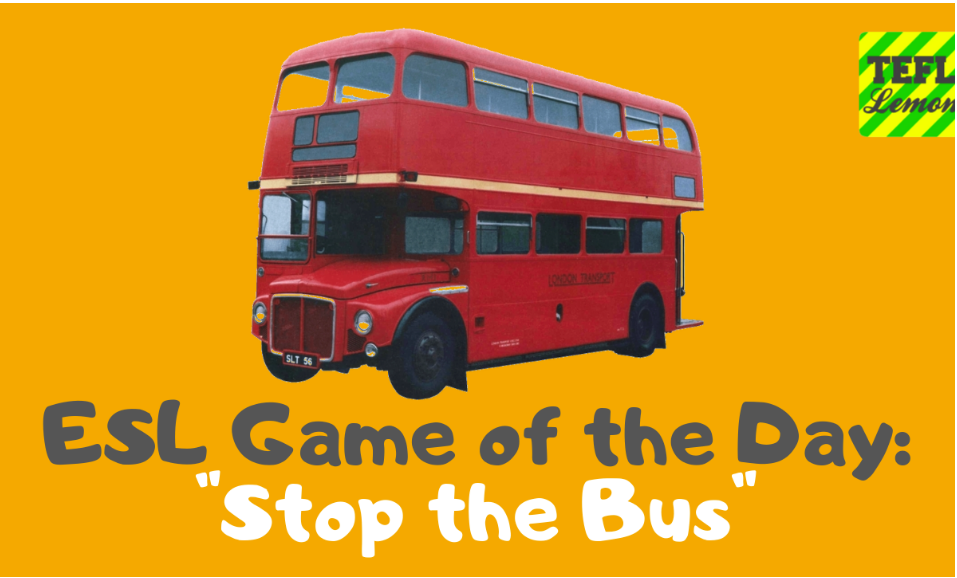 TEFL
Lemon
LONDON TRANSPORT
SLT 56
ESL Game of the Day:
"Stop the Bus"